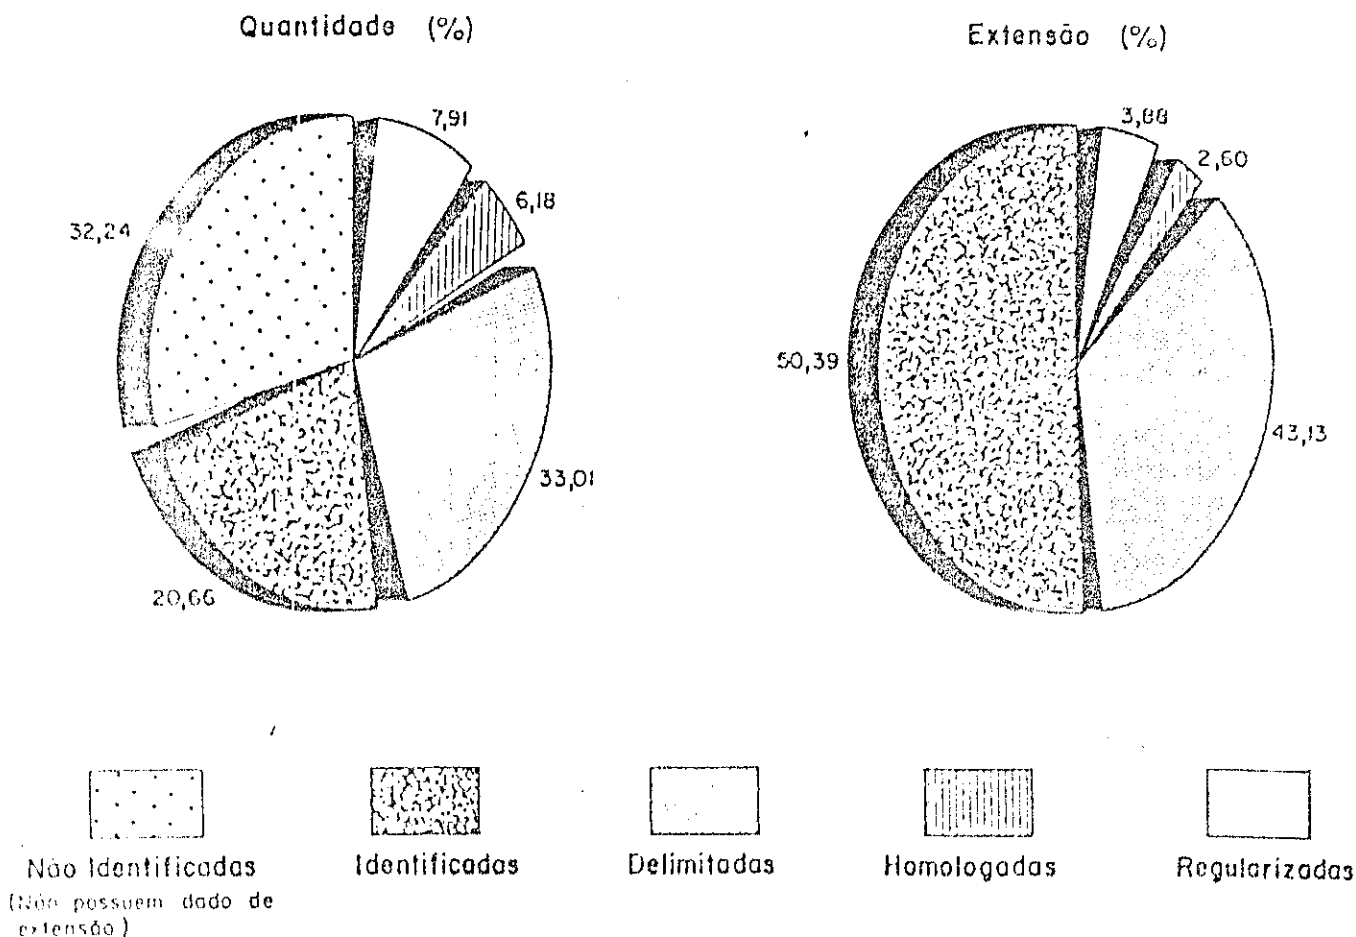 Quantidade (%)
Extensão (%)
7,91
6,18
32,24
33,01
20,66
3,88
2,60
50,39
43,13
Não Identificadas
(Não possuem dado de
extensão)
Identificadas
Delimitadas
Homologadas
Regularizadas